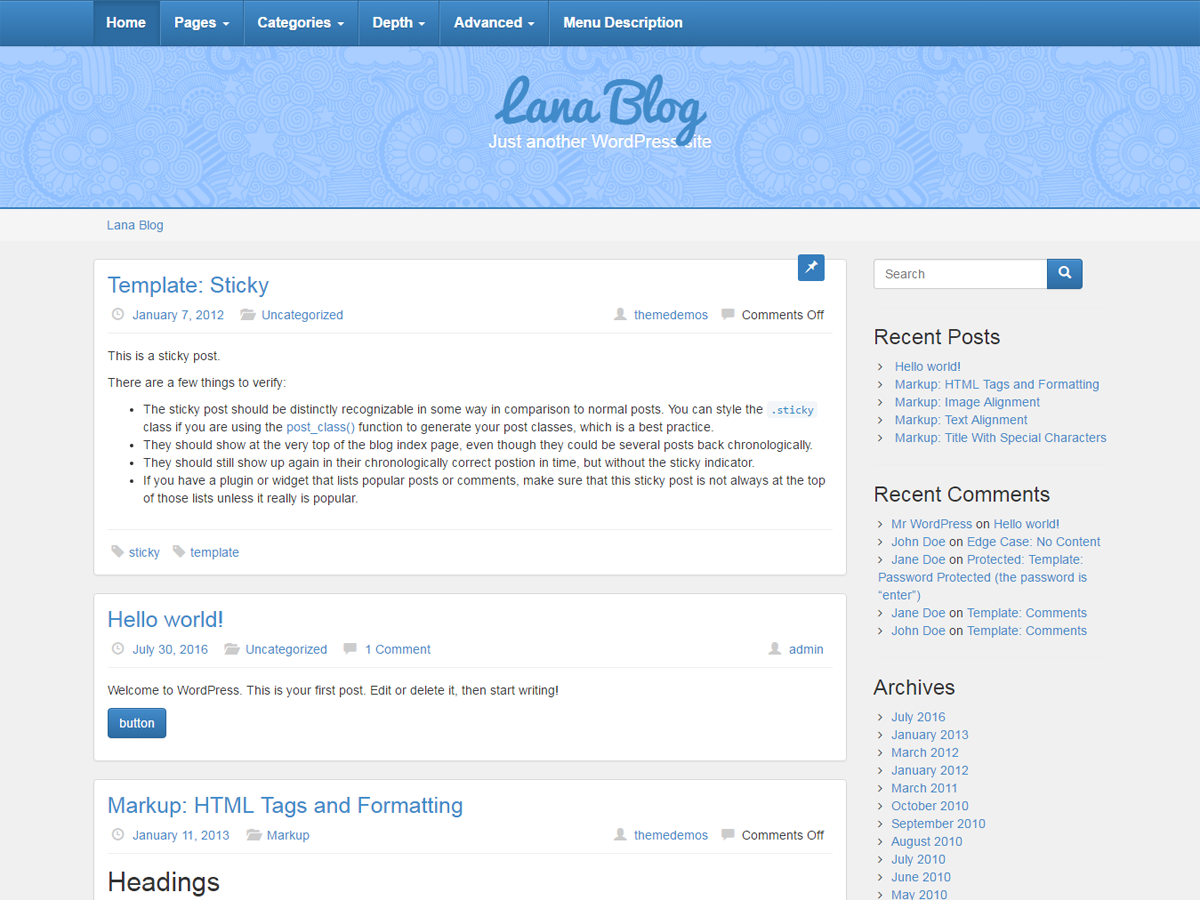 Home Pages Categories Depth Advanced Menu Description
Lana Blog
Just another WordPress site
Lana Blog
Template: Sticky
January 7, 2012 Uncategorized themedemos Comments Off
This is a sticky post.
There are a few things to verify:
The sticky post should be distinctly recognizable in some way in comparison to normal posts. You can style the .sticky
class if you are using the post_class() function to generate your post classes, which is a best practice.
They should show at the very top of the blog index page, even though they could be several posts back chronologically.
They should still show up again in their chronologically correct postion in time, but without the sticky indicator.
If you have a plugin or widget that lists popular posts or comments, make sure that this sticky post is not always at the top
of those lists unless it really is popular.
sticky template
Hello world!
July 30, 2016 Uncategorized 1 Comment admin
Welcome to WordPress. This is your first post. Edit or delete it, then start writing!
button
Markup: HTML Tags and Formatting
January 11, 2013 Markup themedemos Comments Off
Headings
Search
Recent Posts
Hello world!
Markup: HTML Tags and Formatting
Markup: Image Alignment
Markup: Text Alignment
Markup: Title With Special Characters
Recent Comments
Mr WordPress on Hello world!
John Doe on Edge Case: No Content
Jane Doe on Protected: Template:
Password Protected (the password is
“enter”)
Jane Doe on Template: Comments
John Doe on Template: Comments
Archives
July 2016
January 2013
March 2012
January 2012
March 2011
October 2010
September 2010
August 2010
July 2010
June 2010
May 2010